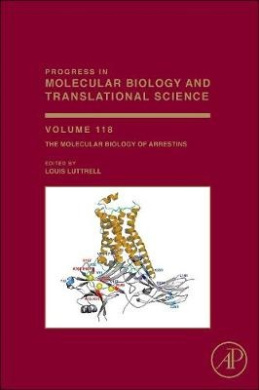 PROGRESS IN
MOLECULAR BIOLOGY AND
TRANSLATIONAL SCIENCE
VOLUME 118
THE MOLECULAR BIOLOGY OF ARRESTINS
EDITED BY
LOUIS LUTTRELL
AP